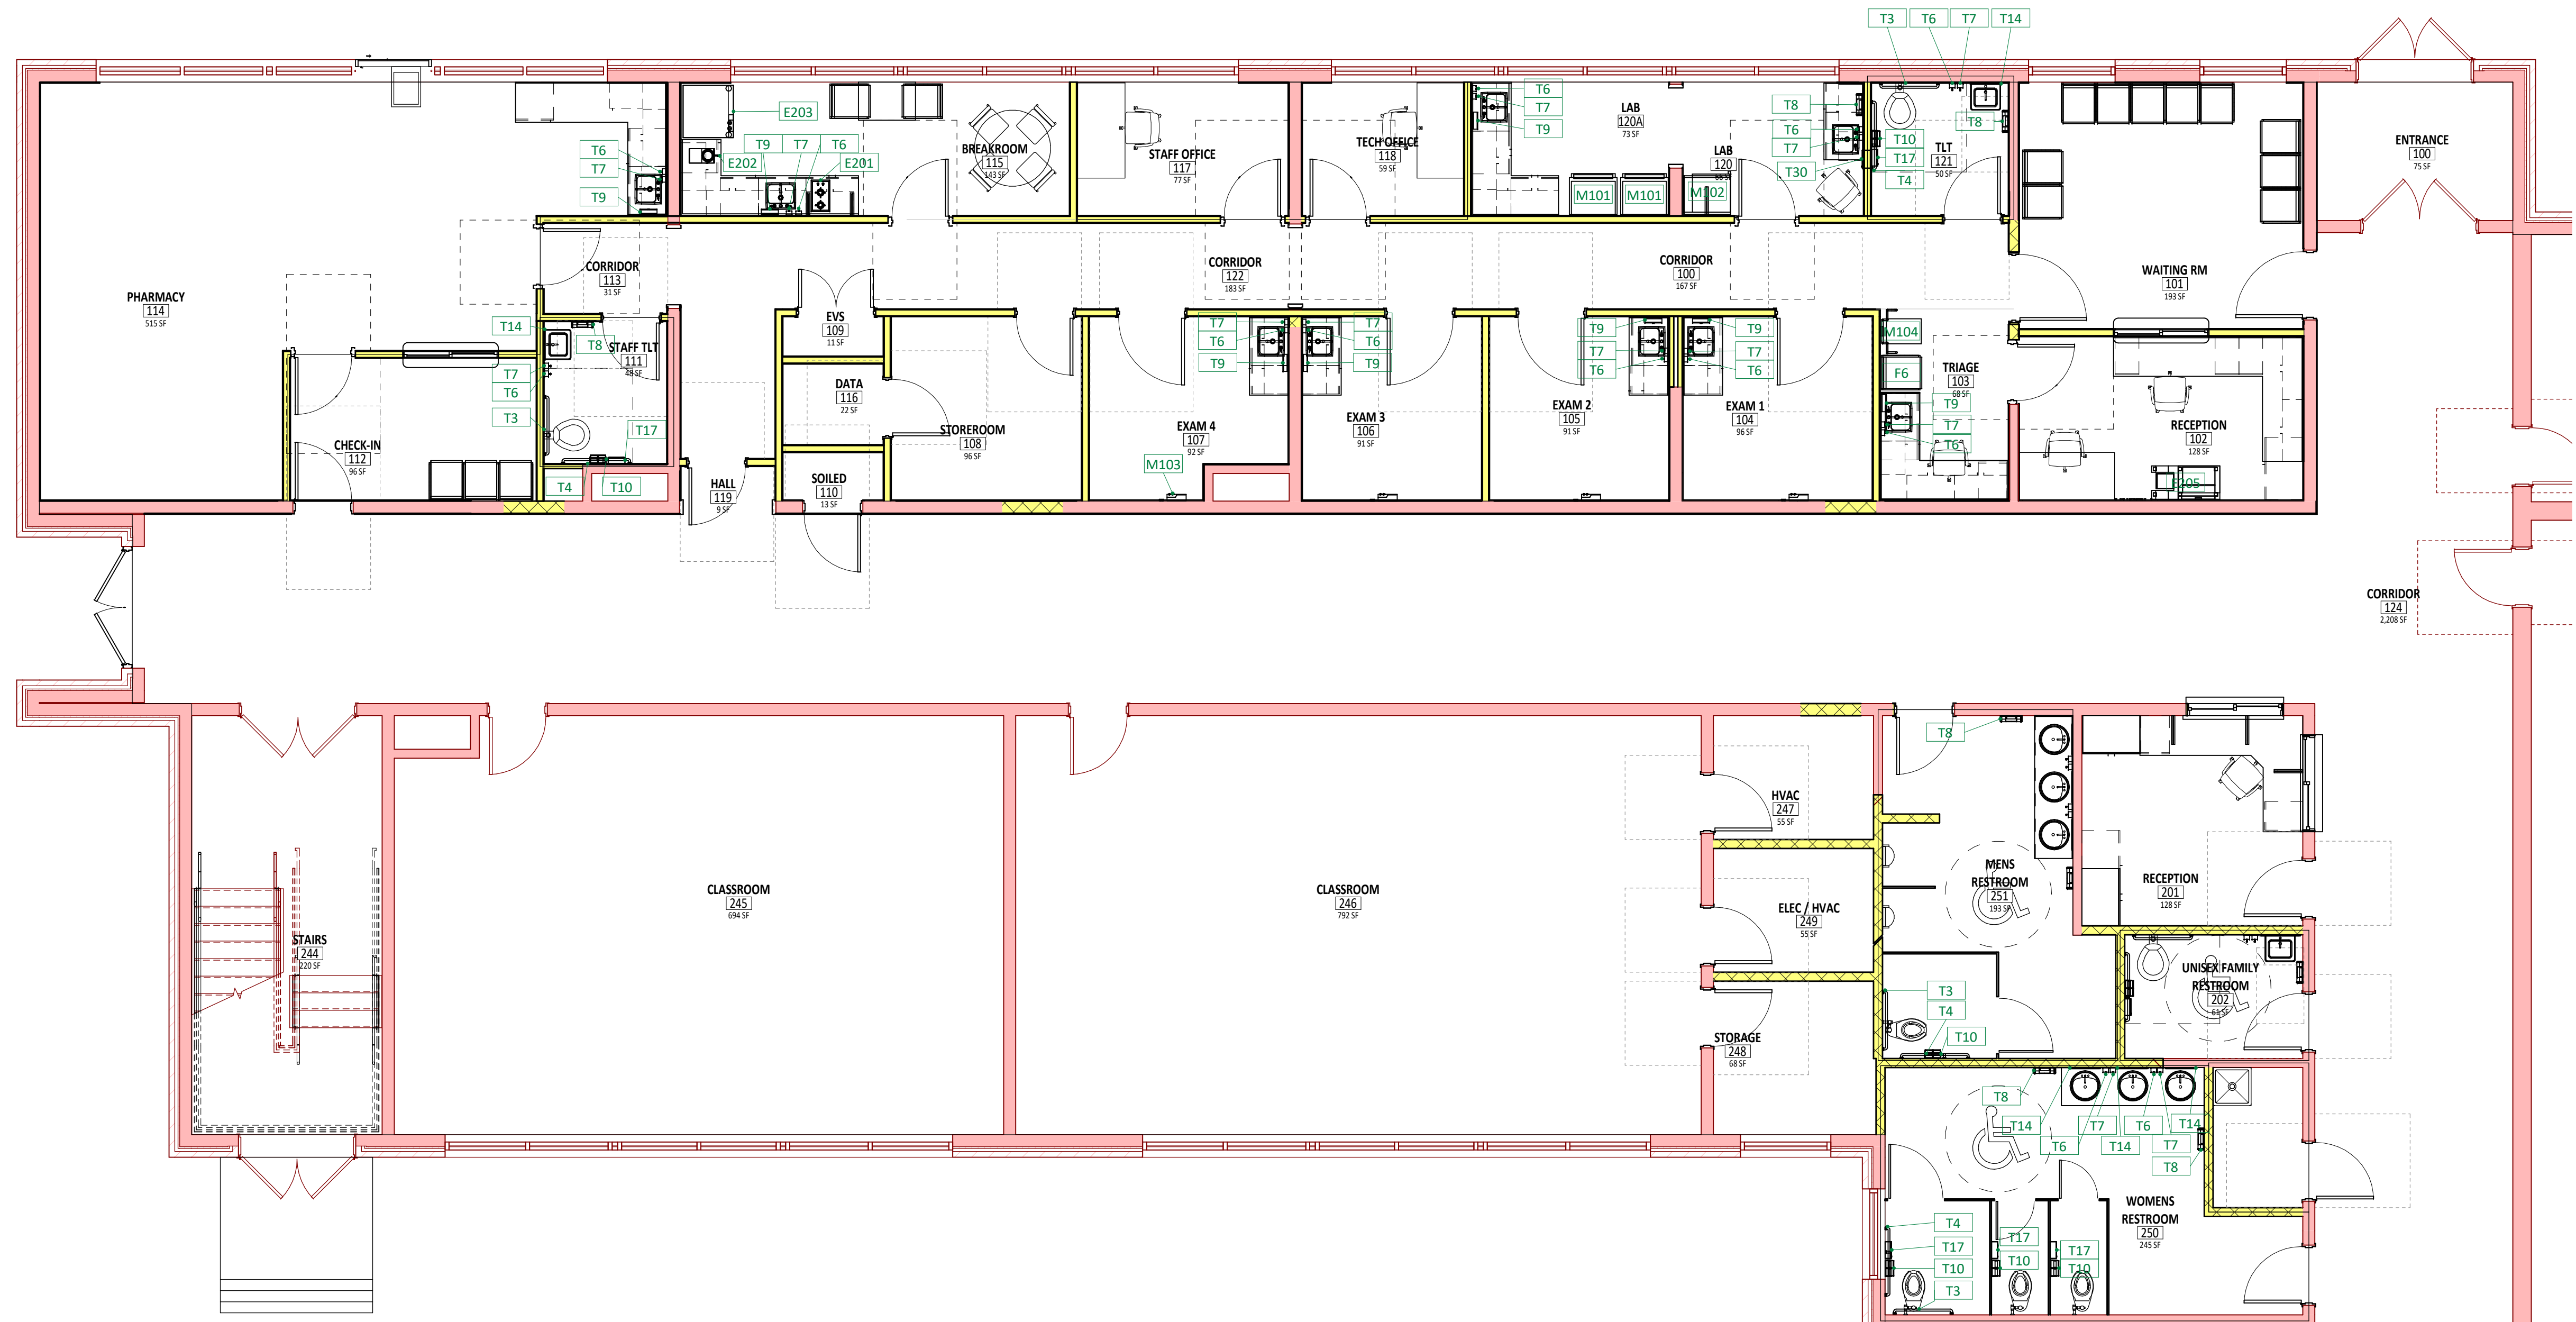 T3 T6 T7 T14
PHARMACY
114
515 SF
T6
T7
T9
E203
E202
T9 T7 T6
E201
BREAKROOM
115
143 SF
STAFF OFFICE
117
77 SF
TECH OFFICE
118
59 SF
T6
T7
T9
LAB
120A
73 SF
M101
M101
M102
LAB
120
T8
T6
T7
T30
T8
T10
T17
T4
TLT
121
50 SF
ENTRANCE
100
75 SF
CORRIDOR
113
31 SF
CORRIDOR
122
183 SF
CORRIDOR
100
167 SF
WAITING RM
101
193 SF
T14
T8
STAFF TLT
111
48 SF
T7
T6
T3
T17
T4
T10
CHECK-IN
112
96 SF
EVS
109
11 SF
DATA
116
22 SF
STOREROOM
108
96 SF
SOILED
110
13 SF
HALL
119
9 SF
EXAM 4
107
92 SF
M103
T7
T6
T9
T7
T6
T9
EXAM 3
106
91 SF
EXAM 2
105
91 SF
T9
T7
T6
T9
T7
T6
EXAM 1
104
96 SF
M104
F6
TRIAGE
103
68 SF
T9
T7
T6
RECEPTION
102
128 SF
E205
CORRIDOR
124
2,208 SF
STAIRS
244
220 SF
CLASSROOM
245
694 SF
CLASSROOM
246
792 SF
HVAC
247
55 SF
ELEC / HVAC
249
55 SF
STORAGE
248
68 SF
T8
MENS
RESTROOM
251
193 SF
RECEPTION
201
128 SF
UNISEX FAMILY
RESTROOM
202
61 SF
T3
T4
T10
T8
T14 T7 T6 T14
T6 T14 T7
T8
WOMENS
RESTROOM
250
245 SF
T4
T17
T10
T3
T17
T10
T17
T10